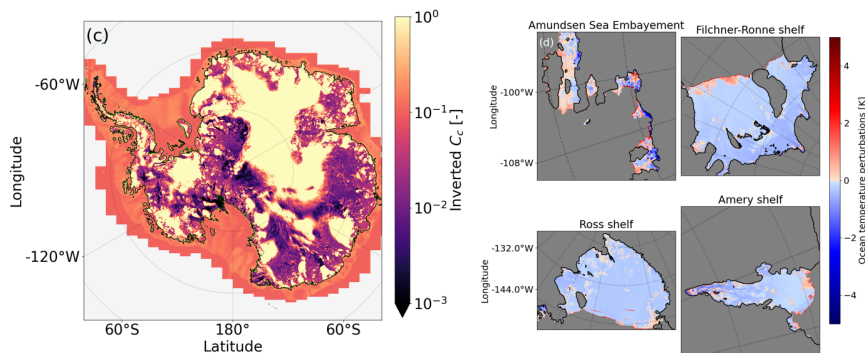 (c)
10⁰
10⁻¹
10⁻²
10⁻³
Inverted C_c [-]
−60°W
−120°W
Longitude
60°S
180°
60°S
Latitude
Amundsen Sea Embayement
(d)
-100°W
-108°W
Longitude
Filchner-Ronne shelf
Ross shelf
-132.0°W
-144.0°W
Longitude
Amery shelf
4
2
0
−2
−4
Ocean temperature perturbations [K]